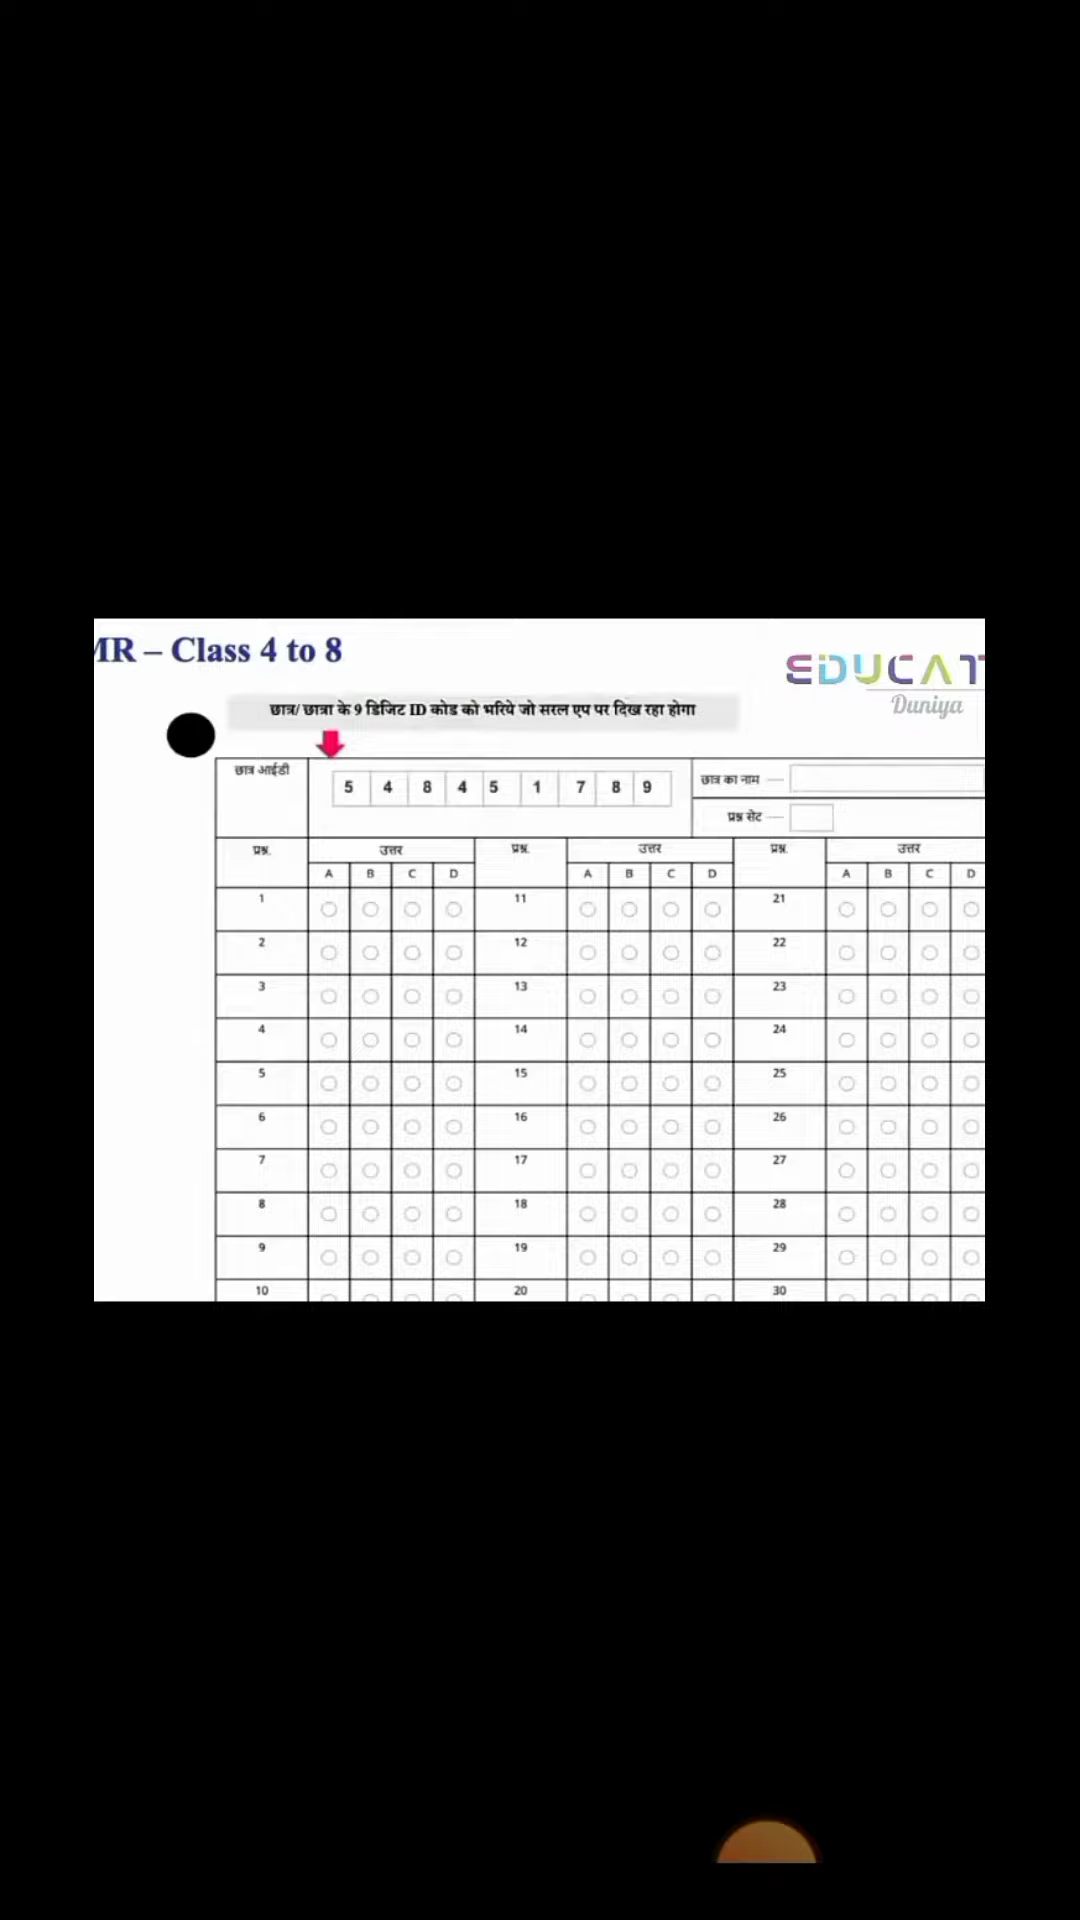 MR – Class 4 to 8
EDUCAT
Duniya
छात्र/ छात्रा के 9 डिजिट ID कोड को भरिये जो सरल एप पर दिख रहा होगा
छात्र आईडी 5 4 8 4 5 1 7 8 9 छात्र का नाम
प्रश्न सेट
प्रश्न. उत्तर प्रश्न. उत्तर प्रश्न. उत्तर
A B C D A B C D A B C D
1 11 21
2 12 22
3 13 23
4 14 24
5 15 25
6 16 26
7 17 27
8 18 28
9 19 29
10 20 30